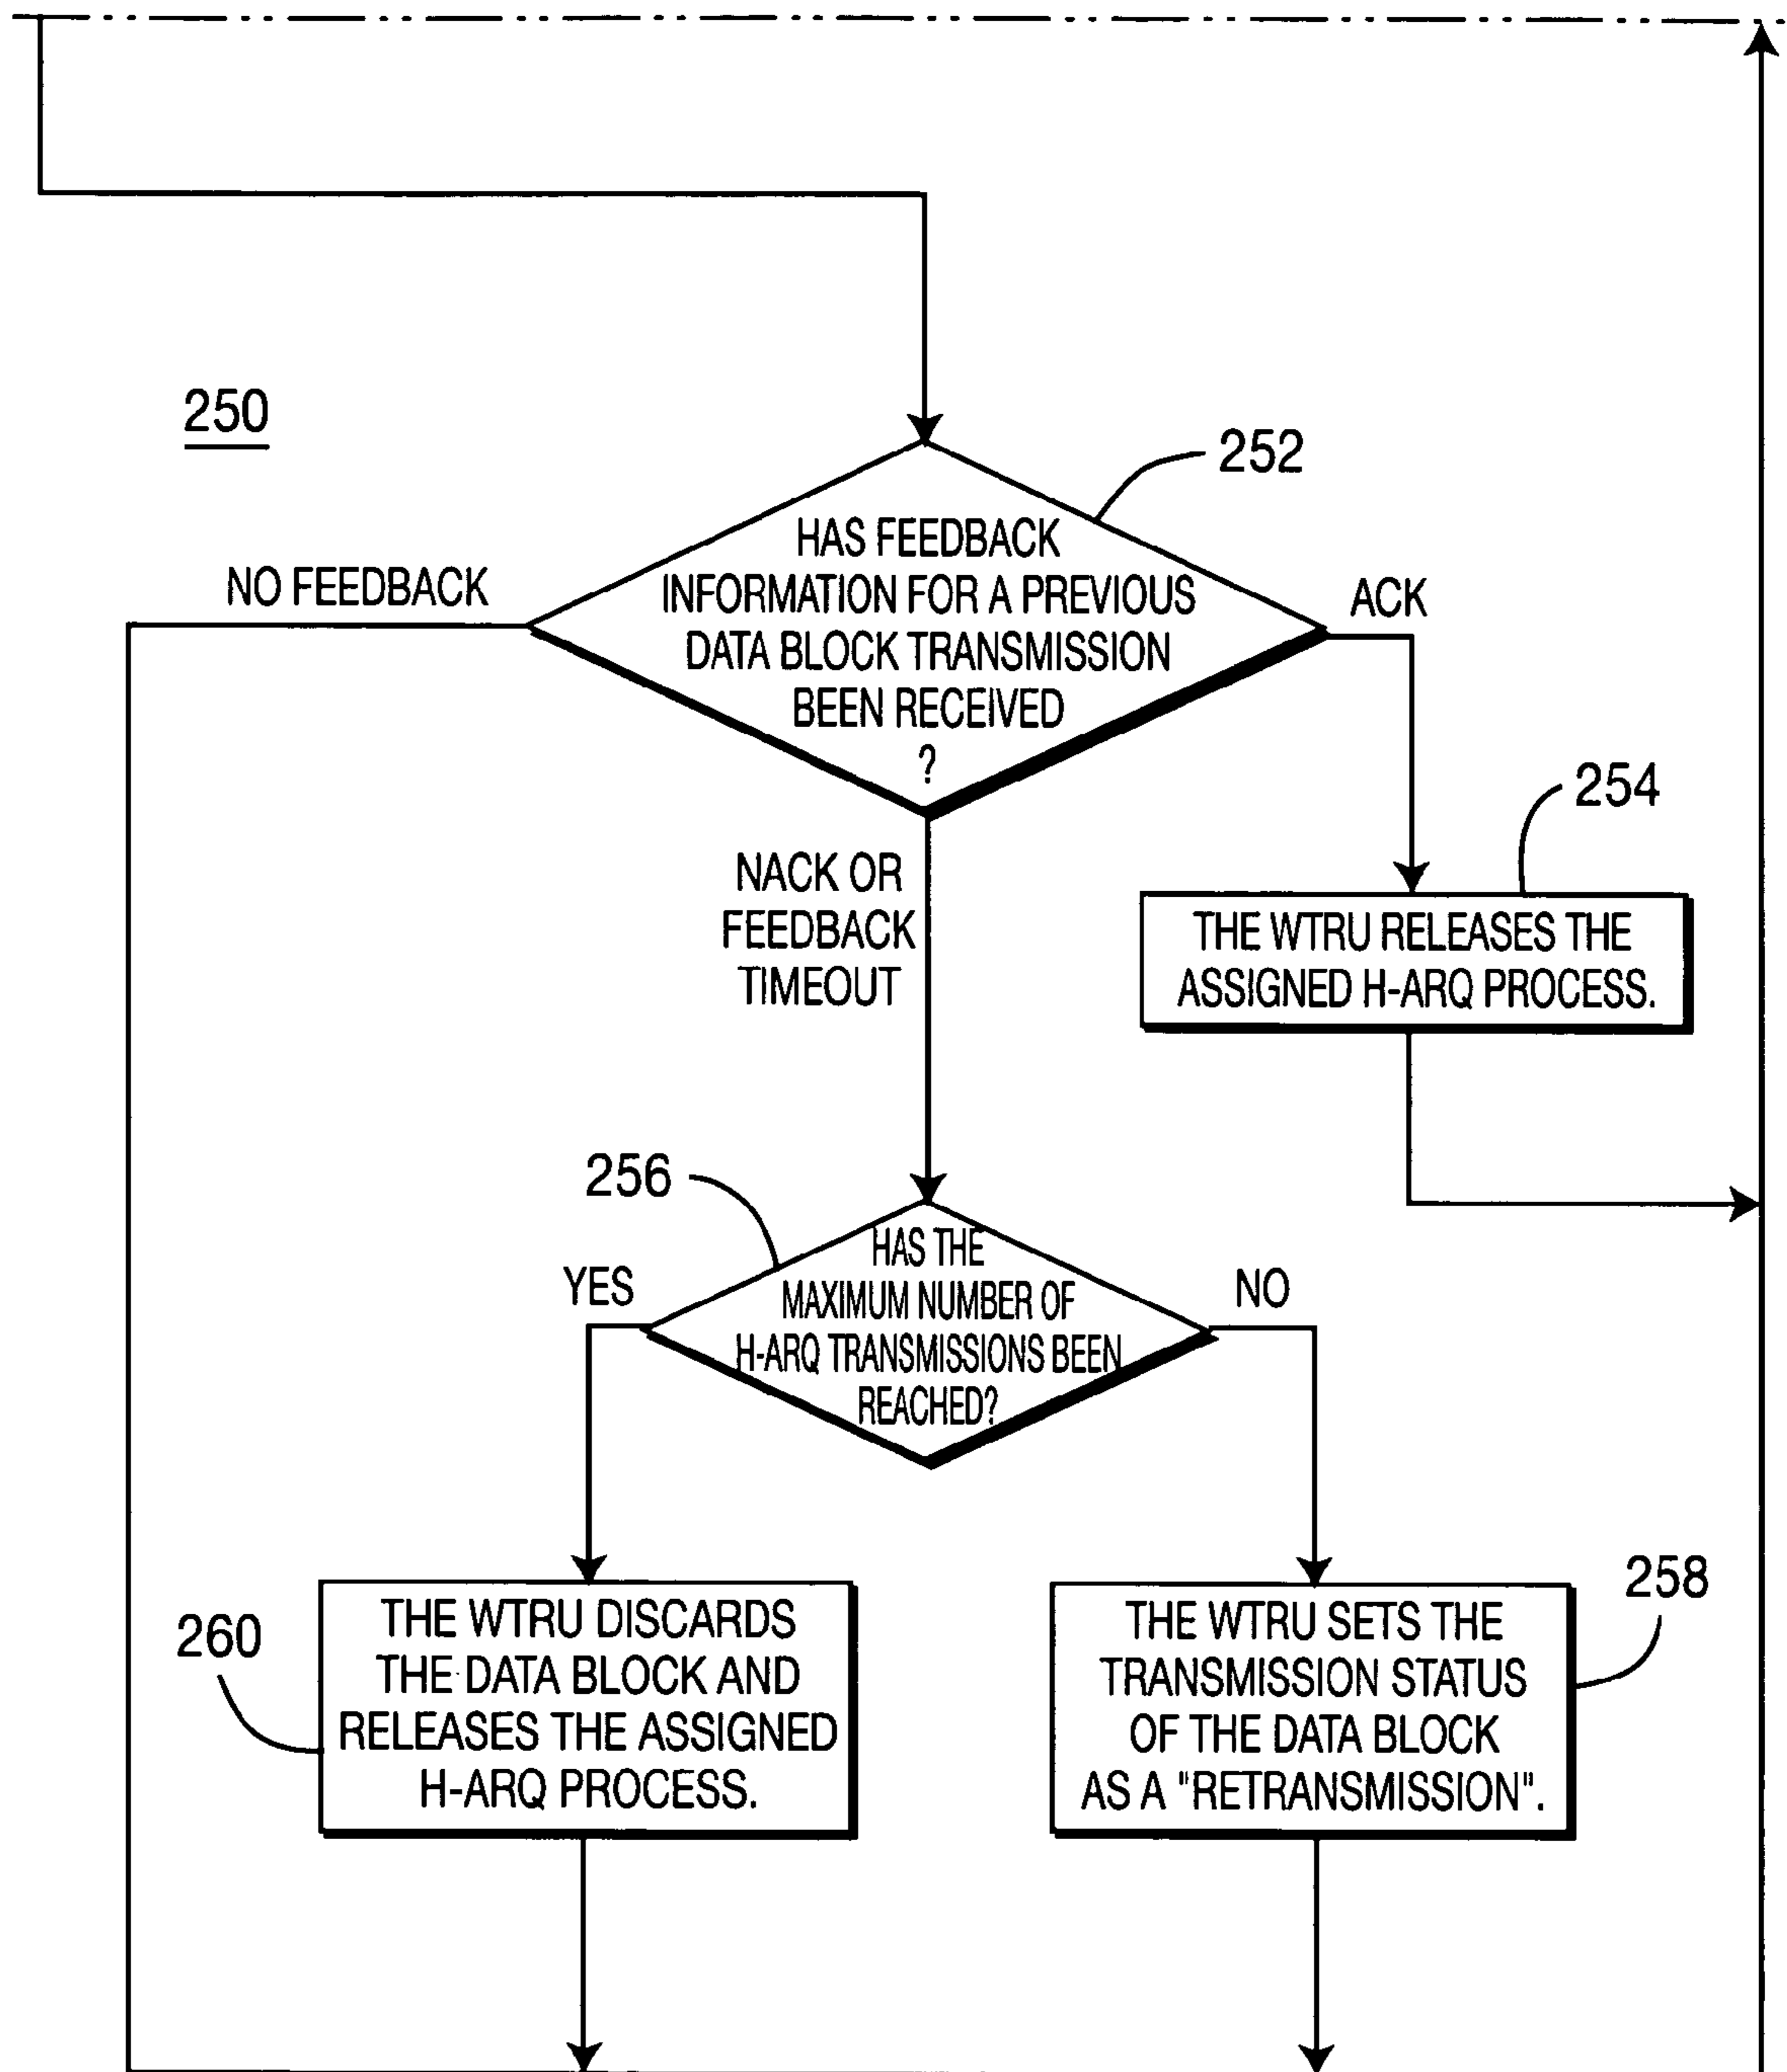 250
252
HAS FEEDBACK
INFORMATION FOR A PREVIOUS
DATA BLOCK TRANSMISSION
BEEN RECEIVED
?
NO FEEDBACK
ACK
254
THE WTRU RELEASES THE
ASSIGNED H-ARQ PROCESS.
NACK OR
FEEDBACK
TIMEOUT
256
HAS THE
MAXIMUM NUMBER OF
H-ARQ TRANSMISSIONS BEEN
REACHED?
YES
NO
260
THE WTRU DISCARDS
THE DATA BLOCK AND
RELEASES THE ASSIGNED
H-ARQ PROCESS.
258
THE WTRU SETS THE
TRANSMISSION STATUS
OF THE DATA BLOCK
AS A "RETRANSMISSION".